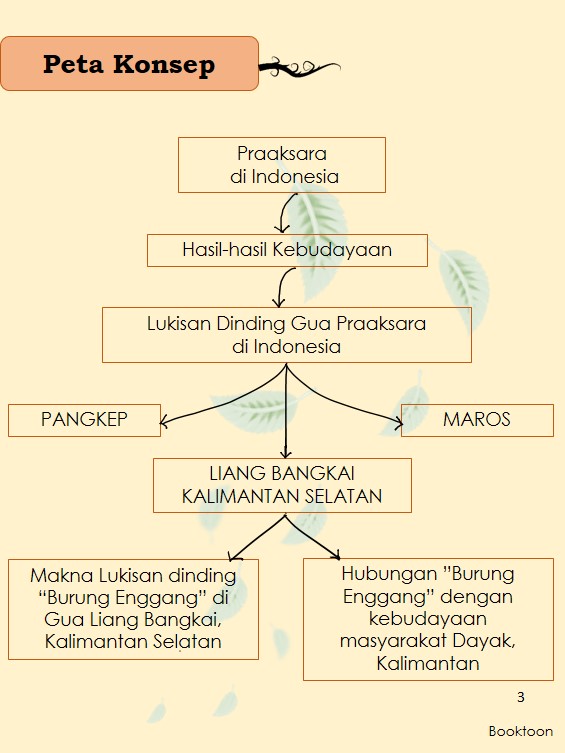 Peta Konsep
Praaksara
di Indonesia
Hasil-hasil Kebudayaan
Lukisan Dinding Gua Praaksara
di Indonesia
PANGKEP
MAROS
LIANG BANGKAI
KALIMANTAN SELATAN
Makna Lukisan dinding
“Burung Enggang” di
Gua Liang Bangkai,
Kalimantan Selatan
Hubungan ”Burung
Enggang” dengan
kebudayaan
masyarakat Dayak,
Kalimantan
3
Booktoon